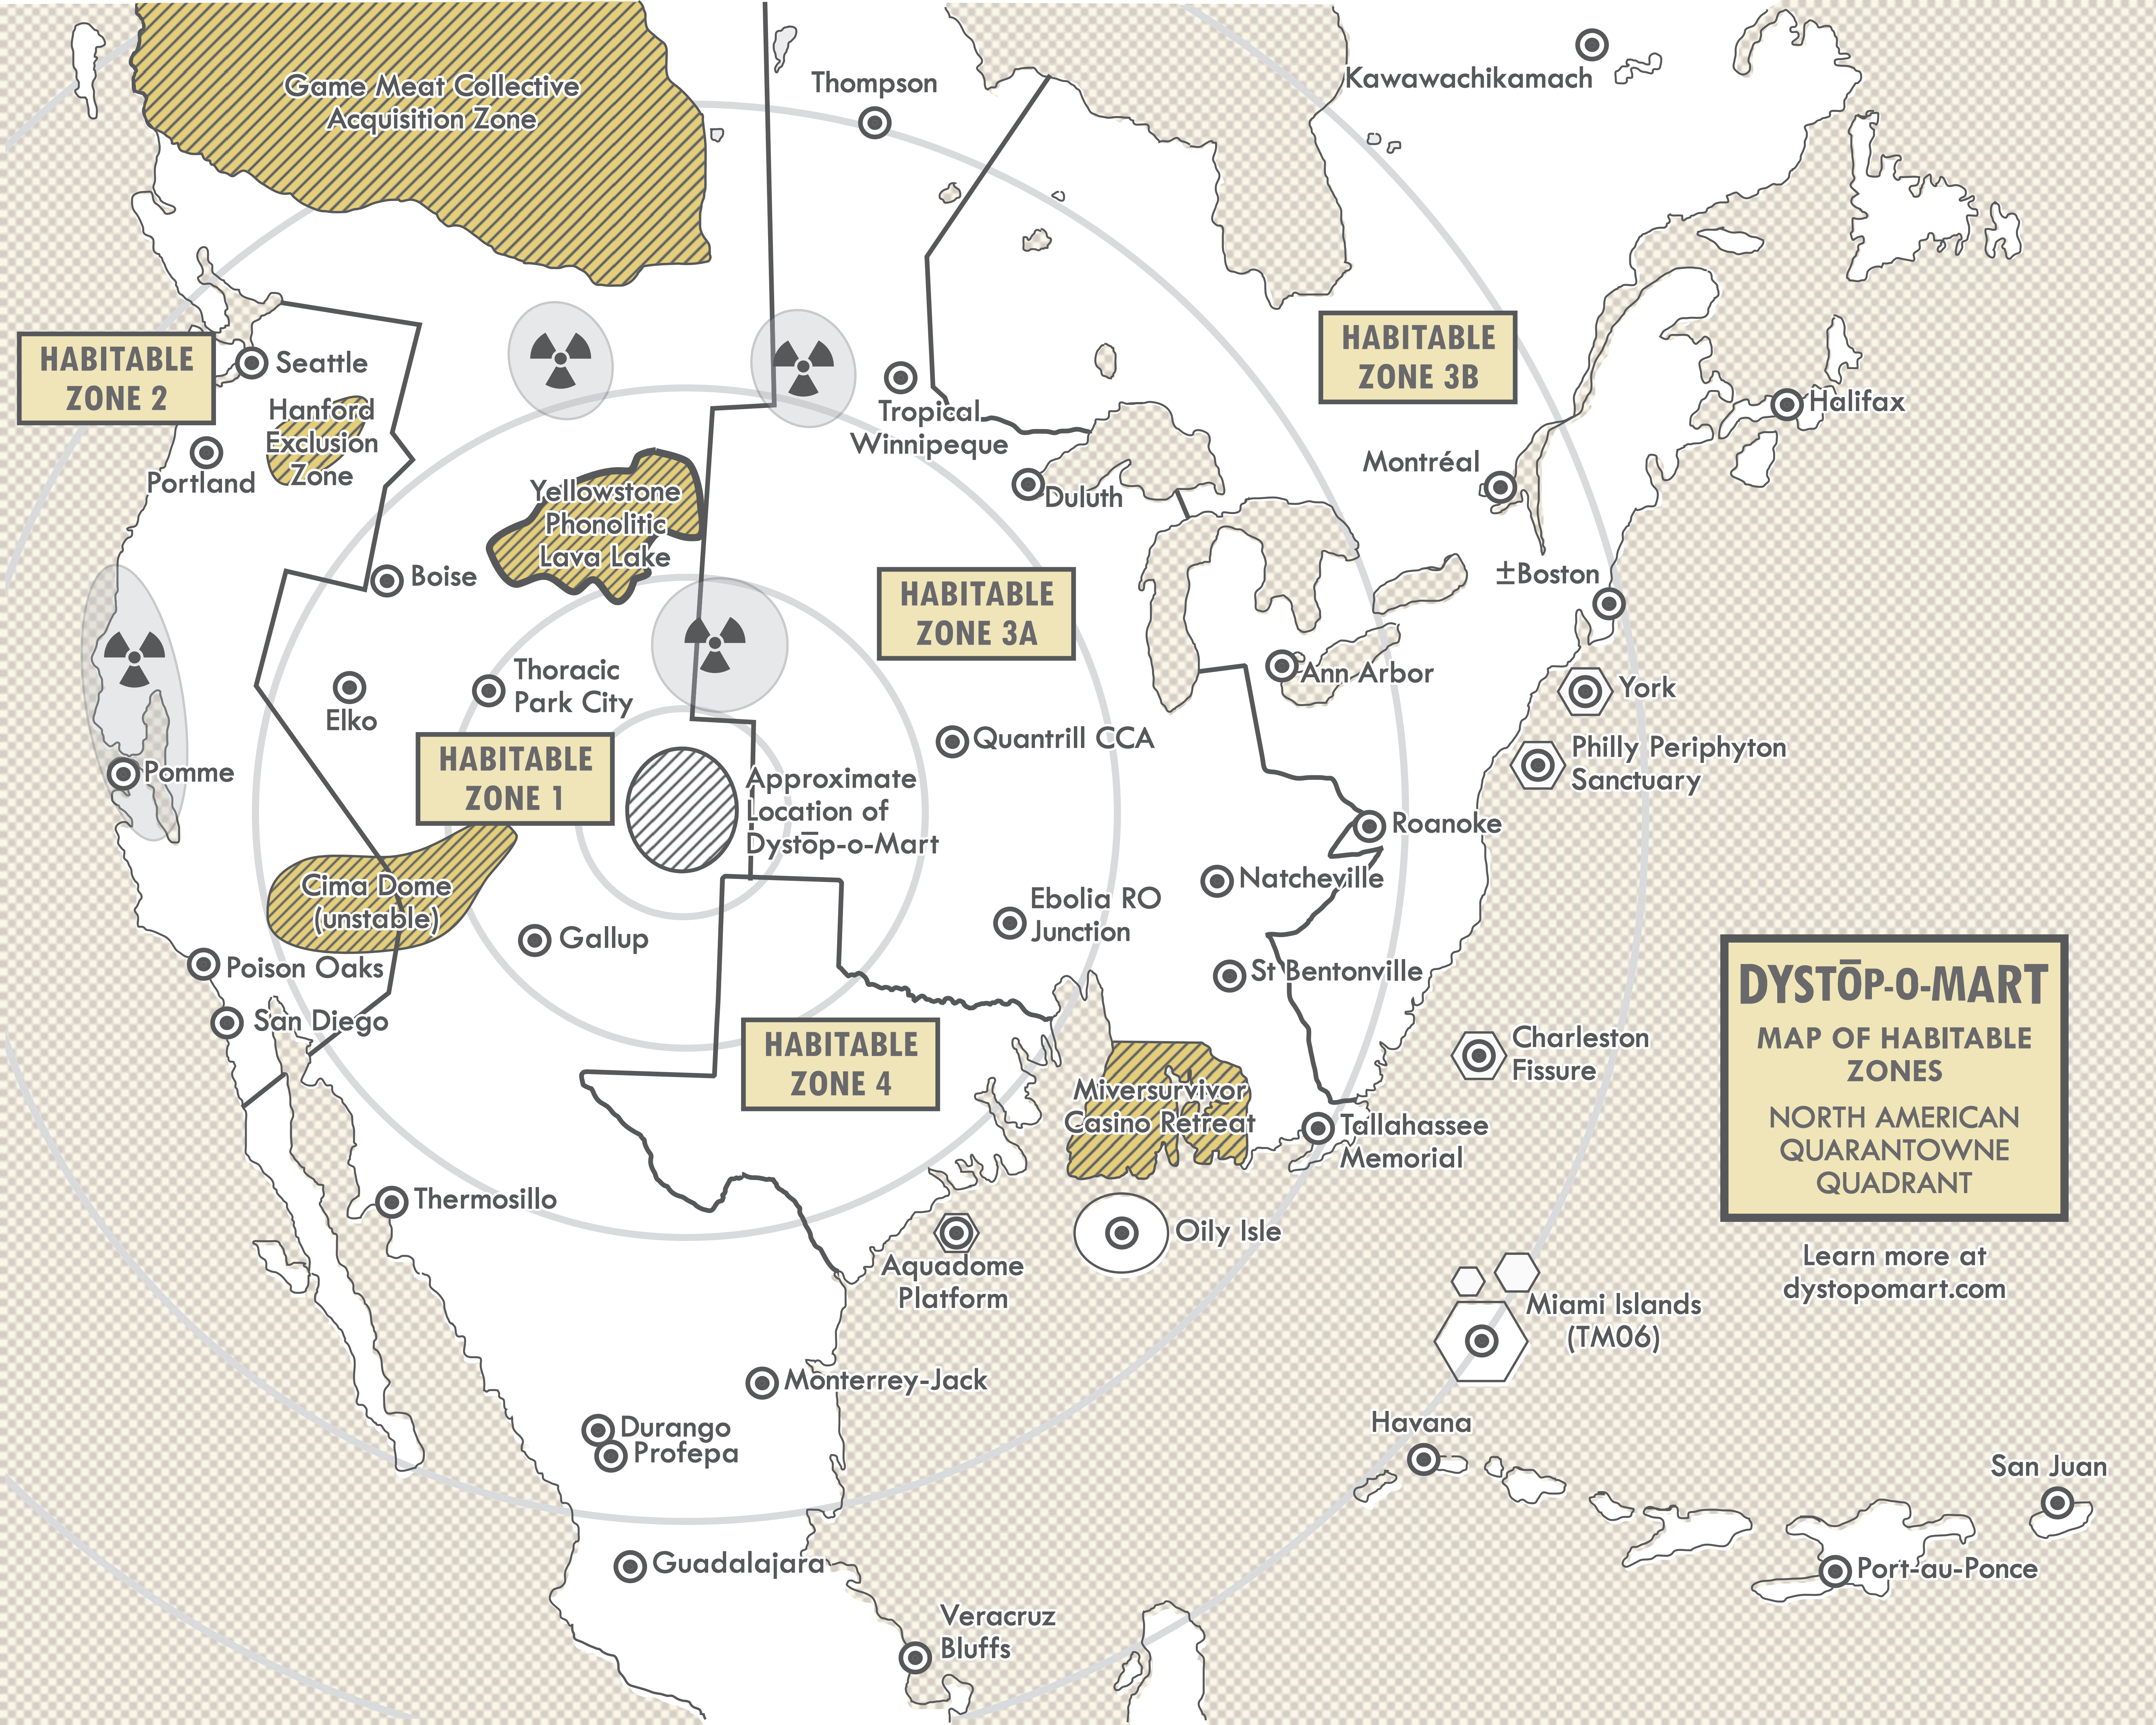 Game Meat Collective
Acquisition Zone
Thompson
Kawawachikamach
HABITABLE
ZONE 2
Seattle
Hanford
Exclusion
Zone
Portland
Tropical
Winnipeque
HABITABLE
ZONE 3B
Halifax
Montréal
Duluth
Yellowstone
Phonolitic
Lava Lake
Boise
HABITABLE
ZONE 3A
±Boston
Thoracic
Park City
Elko
Ann Arbor
York
Quantrill CCA
Philly Periphyton
Sanctuary
Pomme
HABITABLE
ZONE 1
Approximate
Location of
Dystōp-o-Mart
Roanoke
Natcheville
Cima Dome
(unstable)
Gallup
Ebolia RO
Junction
Poison Oaks
St Bentonville
San Diego
HABITABLE
ZONE 4
Charleston
Fissure
DYSTŌP-O-MART
MAP OF HABITABLE
ZONES
NORTH AMERICAN
QUARANTOWNE
QUADRANT
Miversurvivor
Casino Retreat
Tallahassee
Memorial
Thermosillo
Oily Isle
Aquadome
Platform
Learn more at
dystopomart.com
Miami Islands
(TM06)
Monterrey-Jack
Durango
Profepa
Havana
San Juan
Guadalajara
Port-au-Ponce
Veracruz
Bluffs